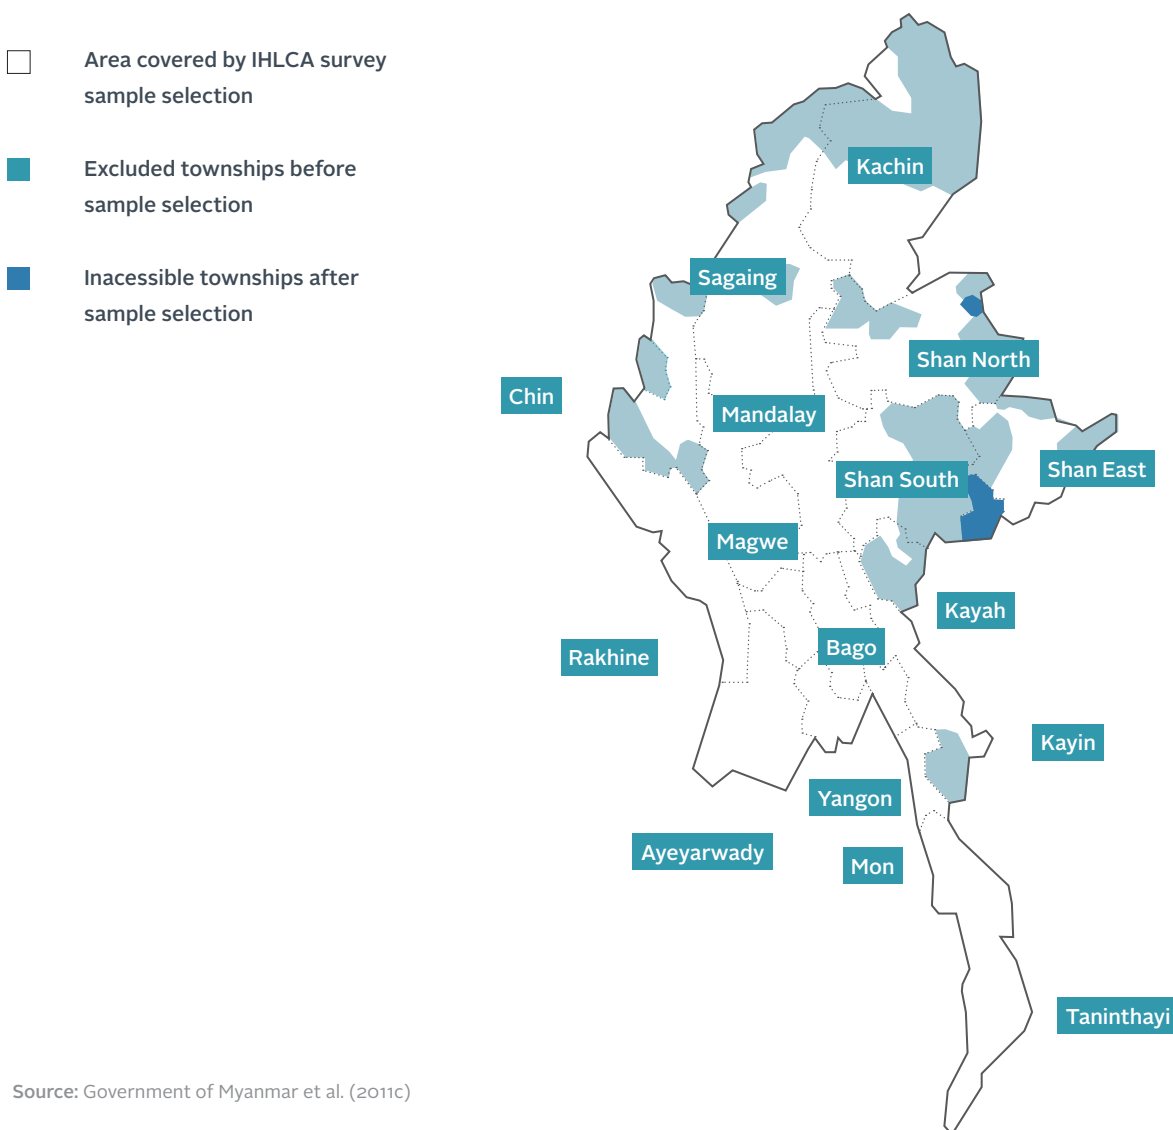 Area covered by IHLCA survey
sample selection
Excluded townships before
sample selection
Inacessible townships after
sample selection
Kachin
Sagaing
Shan North
Chin
Mandalay
Shan South
Shan East
Magwe
Kayah
Rakhine
Bago
Kayin
Yangon
Ayeyarwady
Mon
Taninthayi
Source: Government of Myanmar et al. (2011c)